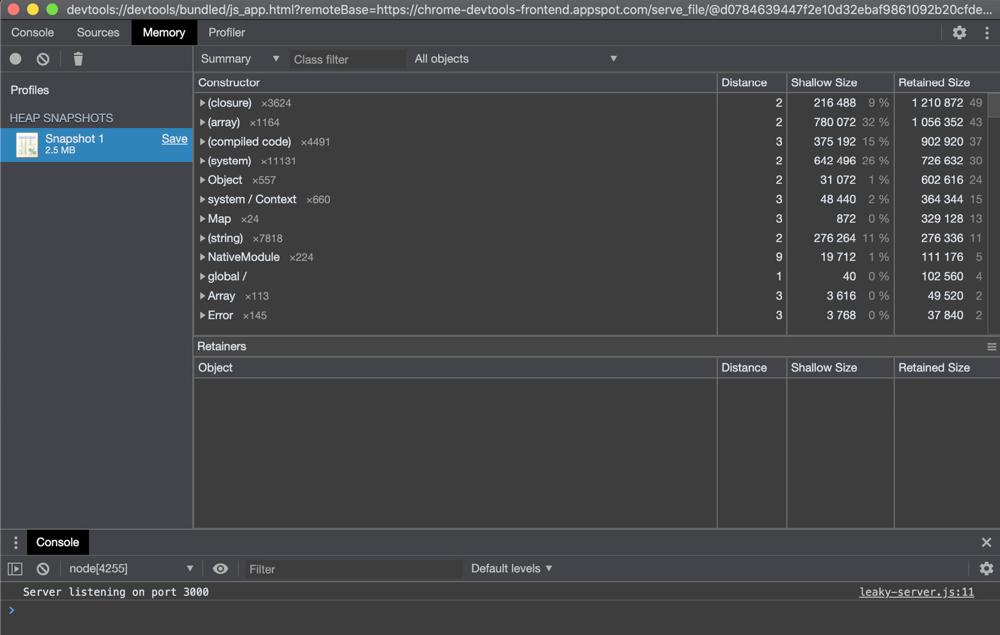 devtools://devtools/bundled/js_app.html?remoteBase=https://chrome-devtools-frontend.appspot.com/serve_file/@d0784639447f2e10d32ebaf9861092b20cfde...
Console Sources Memory Profiler
Summary ▼ Class filter All objects ▼
Profiles
HEAP SNAPSHOTS
Snapshot 1 Save
2.5 MB
%
Constructor Distance Shallow Size Retained Size
(closure) ×3624 2 216 488 9 % 1 210 872 49
(array) ×1164 2 780 072 32 % 1 056 352 43
(compiled code) ×4491 3 375 192 15 % 902 920 37
(system) ×11131 2 642 496 26 % 726 632 30
Object ×557 2 31 072 1 % 602 616 24
system / Context ×660 3 48 440 2 % 364 344 15
Map ×24 3 872 0 % 329 128 13
(string) ×7818 2 276 264 11 % 276 336 11
NativeModule ×224 9 19 712 1 % 111 176 5
global / 1 40 0 % 102 560 4
Array ×113 3 3 616 0 % 49 520 2
Error ×145 3 3 768 0 % 37 840 2
Retainers
Object Distance Shallow Size Retained Size
Console
node[4255] ▼ Filter Default levels ▼
Server listening on port 3000 leaky-server.js:11
>